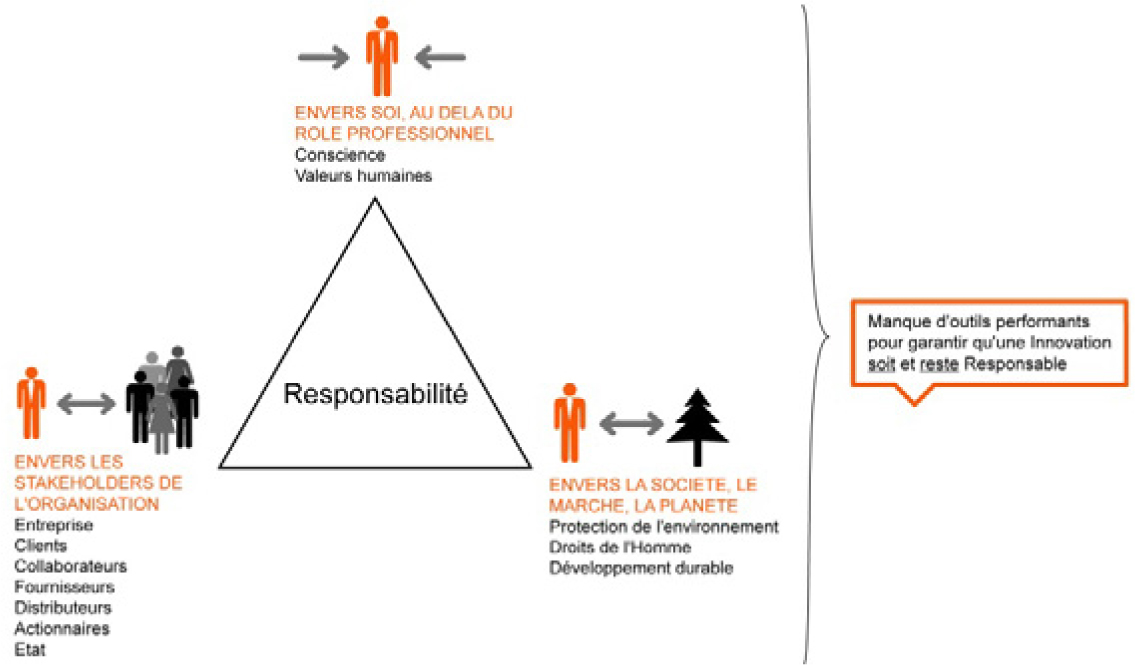 ENVERS SOI, AU DELA DU
ROLE PROFESSIONNEL
Conscience
Valeurs humaines
Responsabilité
ENVERS LES
STAKEHOLDERS DE
L'ORGANISATION
Entreprise
Clients
Collaborateurs
Fournisseurs
Distributeurs
Actionnaires
Etat
ENVERS LA SOCIETE, LE
MARCHE, LA PLANETE
Protection de l'environnement
Droits de l'Homme
Développement durable
Manque d'outils performants
pour garantir qu'une Innovation
soit et reste Responsable